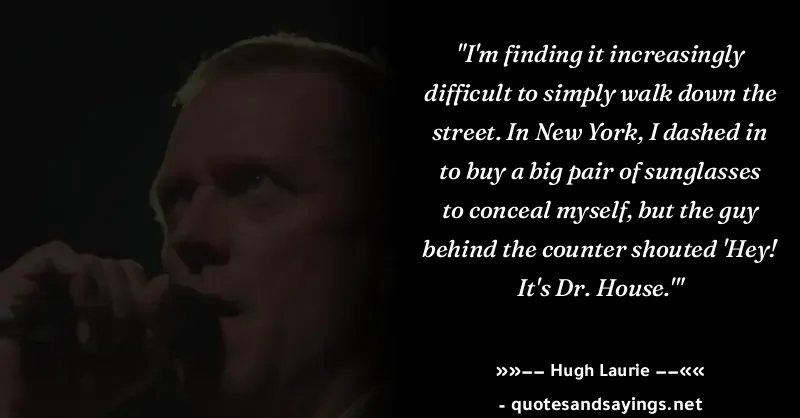 "I'm finding it increasingly
difficult to simply walk down the
street. In New York, I dashed in
to buy a big pair of sunglasses
to conceal myself, but the guy
behind the counter shouted 'Hey!
It's Dr. House.'"
»»−− Hugh Laurie −−««
- quotesandsayings.net